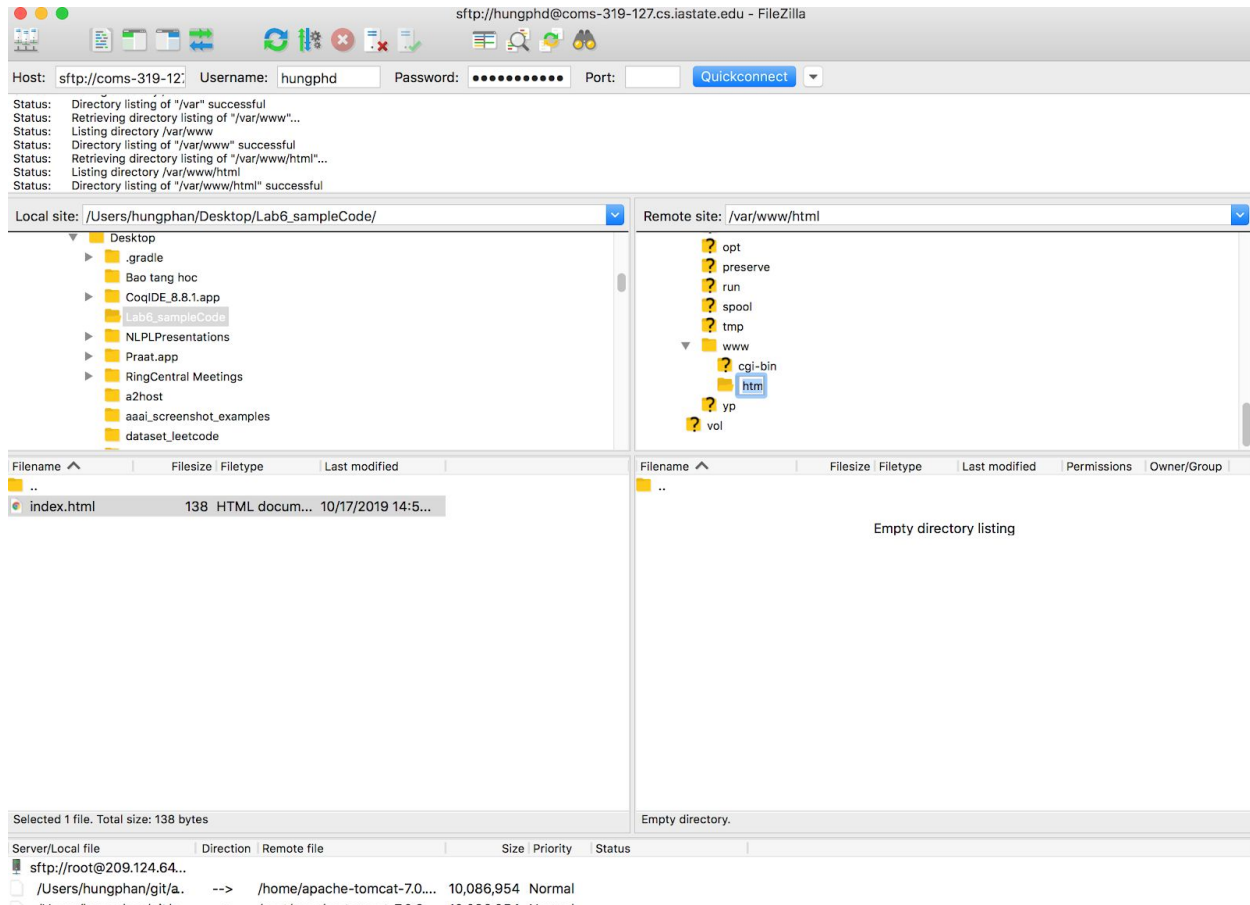 sftp://hungphd@coms-319-127.cs.iastate.edu - FileZilla
Host: sftp://coms-319-127 Username: hungphd Password: ●●●●●●●●●●● Port: Quickconnect
Status: Directory listing of "/var" successful
Status: Retrieving directory listing of "/var/www"...
Status: Listing directory /var/www
Status: Directory listing of "/var/www" successful
Status: Retrieving directory listing of "/var/www/html"...
Status: Listing directory /var/www/html
Status: Directory listing of "/var/www/html" successful
Local site: /Users/hungphan/Desktop/Lab6_sampleCode/
Desktop
.gradle
Bao tang hoc
CoqIDE_8.8.1.app
Lab6_sampleCode
NLPLPresentations
Praat.app
RingCentral Meetings
a2host
aaai_screenshot_examples
dataset_leetcode
Remote site: /var/www/html
opt
preserve
run
spool
tmp
www
cgi-bin
htm
yp
vol
Filename Filesize Filetype Last modified
..
index.html 138 HTML docum... 10/17/2019 14:5...
Selected 1 file. Total size: 138 bytes
Filename Filesize Filetype Last modified Permissions Owner/Group
..
Empty directory listing
Empty directory.
Server/Local file Direction Remote file Size Priority Status
sftp://root@209.124.64...
/Users/hungphan/git/a.. --> /home/apache-tomcat-7.0.... 10,086,954 Normal